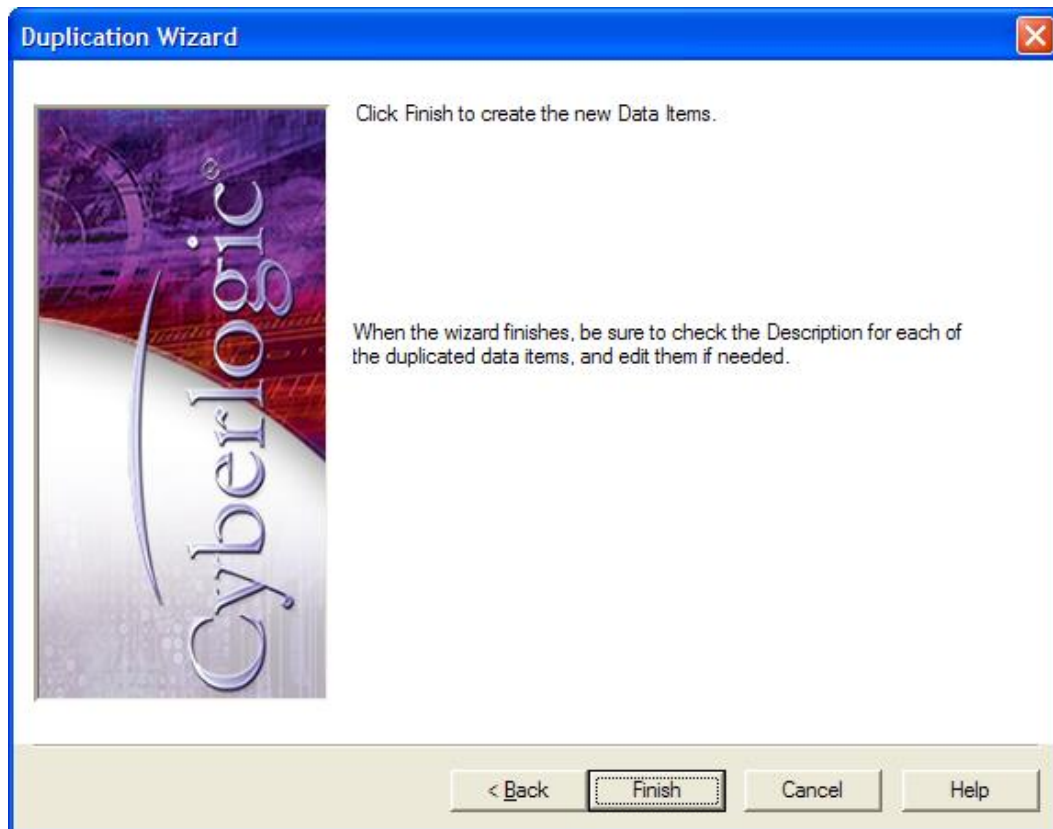 Duplication Wizard
Click Finish to create the new Data Items.
Cyberlogic®
When the wizard finishes, be sure to check the Description for each of
the duplicated data items, and edit them if needed.
< Back
Finish
Cancel
Help